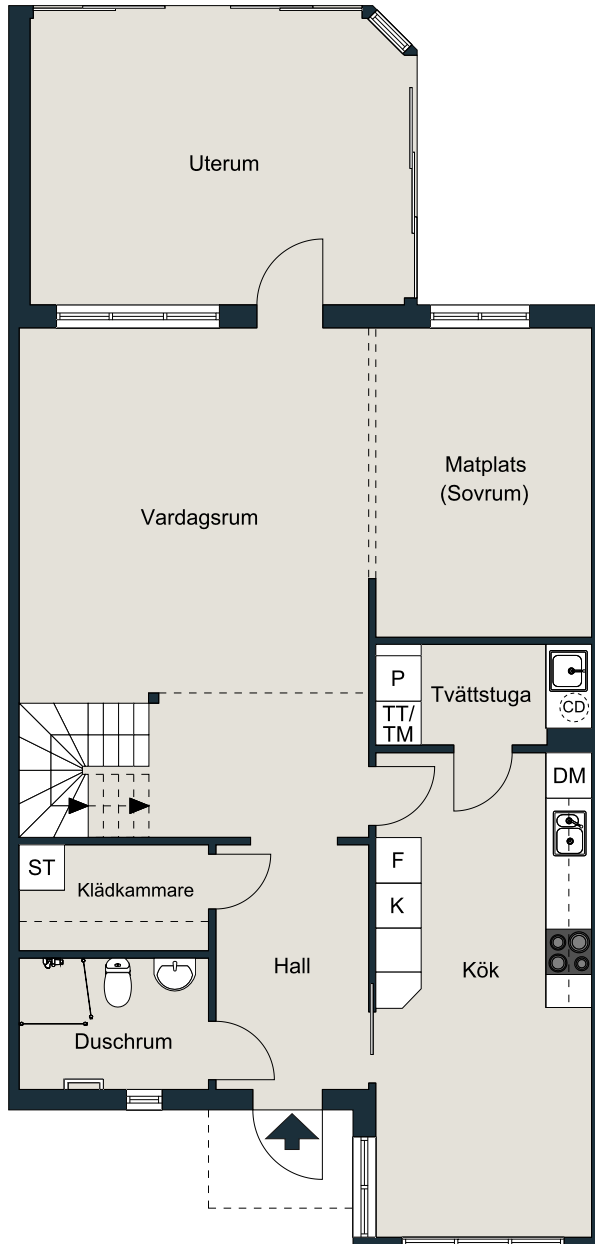 Uterum
Matplats
(Sovrum)
Vardagsrum
P
Tvättstuga
TT/
TM
CD
DM
ST
Klädkammare
F
K
Hall
Kök
Duschrum